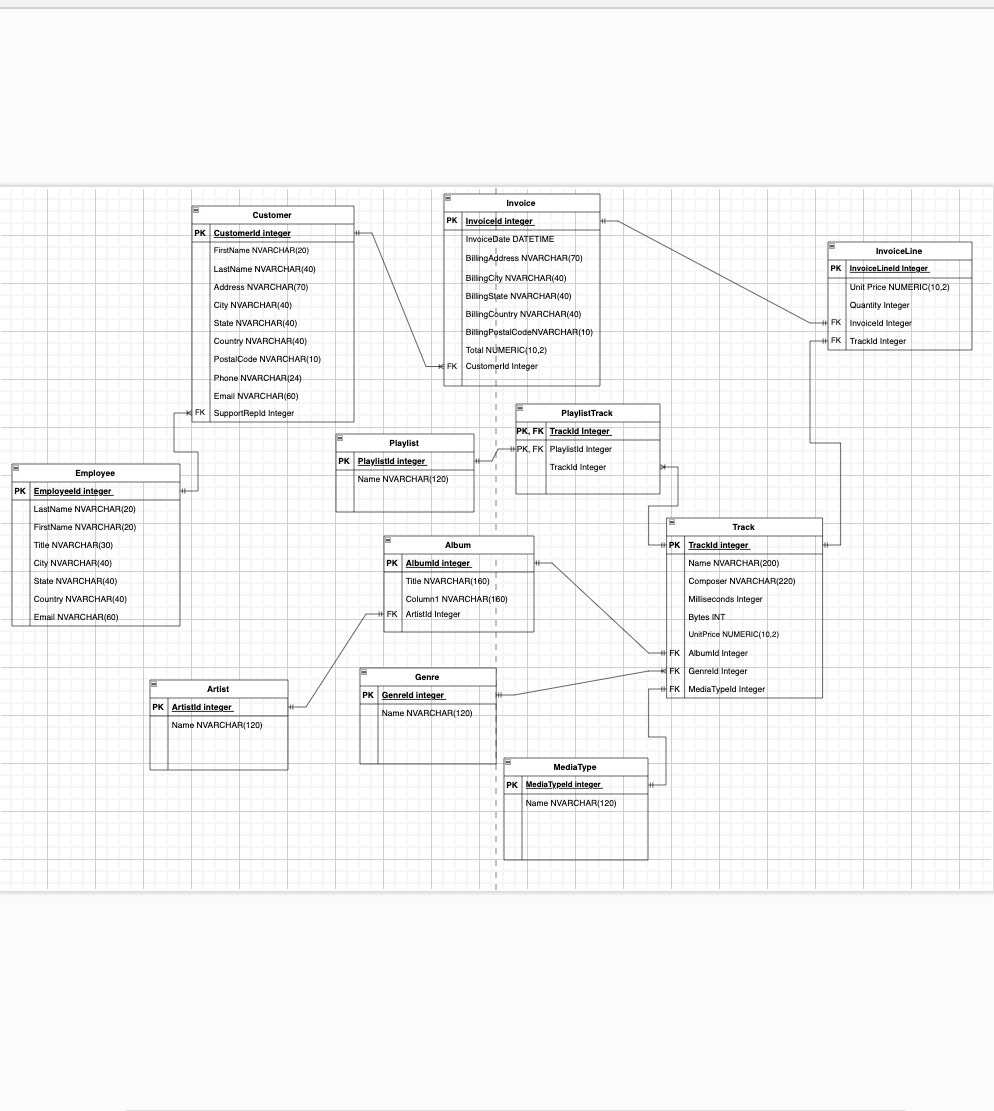 Customer
PK CustomerId integer
FirstName NVARCHAR(20)
LastName NVARCHAR(40)
Address NVARCHAR(70)
City NVARCHAR(40)
State NVARCHAR(40)
Country NVARCHAR(40)
PostalCode NVARCHAR(10)
Phone NVARCHAR(24)
Email NVARCHAR(60)
FK SupportRepId Integer
Invoice
PK InvoiceId integer
InvoiceDate DATETIME
BillingAddress NVARCHAR(70)
BillingCity NVARCHAR(40)
BillingState NVARCHAR(40)
BillingCountry NVARCHAR(40)
BillingPostalCodeNVARCHAR(10)
Total NUMERIC(10,2)
FK CustomerId Integer
InvoiceLine
PK InvoiceLineId Integer
Unit Price NUMERIC(10,2)
Quantity Integer
FK InvoiceId Integer
FK TrackId Integer
PlaylistTrack
PK, FK TrackId Integer
PK, FK PlaylistId Integer
TrackId Integer
Playlist
PK PlaylistId integer
Name NVARCHAR(120)
Employee
PK EmployeeId integer
LastName NVARCHAR(20)
FirstName NVARCHAR(20)
Title NVARCHAR(30)
City NVARCHAR(40)
State NVARCHAR(40)
Country NVARCHAR(40)
Email NVARCHAR(60)
Album
PK AlbumId integer
Title NVARCHAR(160)
Column1 NVARCHAR(160)
FK ArtistId Integer
Track
PK TrackId integer
Name NVARCHAR(200)
Composer NVARCHAR(220)
Milliseconds Integer
Bytes INT
UnitPrice NUMERIC(10,2)
FK AlbumId Integer
FK GenreId Integer
FK MediaTypeId Integer
Artist
PK ArtistId integer
Name NVARCHAR(120)
Genre
PK GenreId integer
Name NVARCHAR(120)
MediaType
PK MediaTypeId integer
Name NVARCHAR(120)